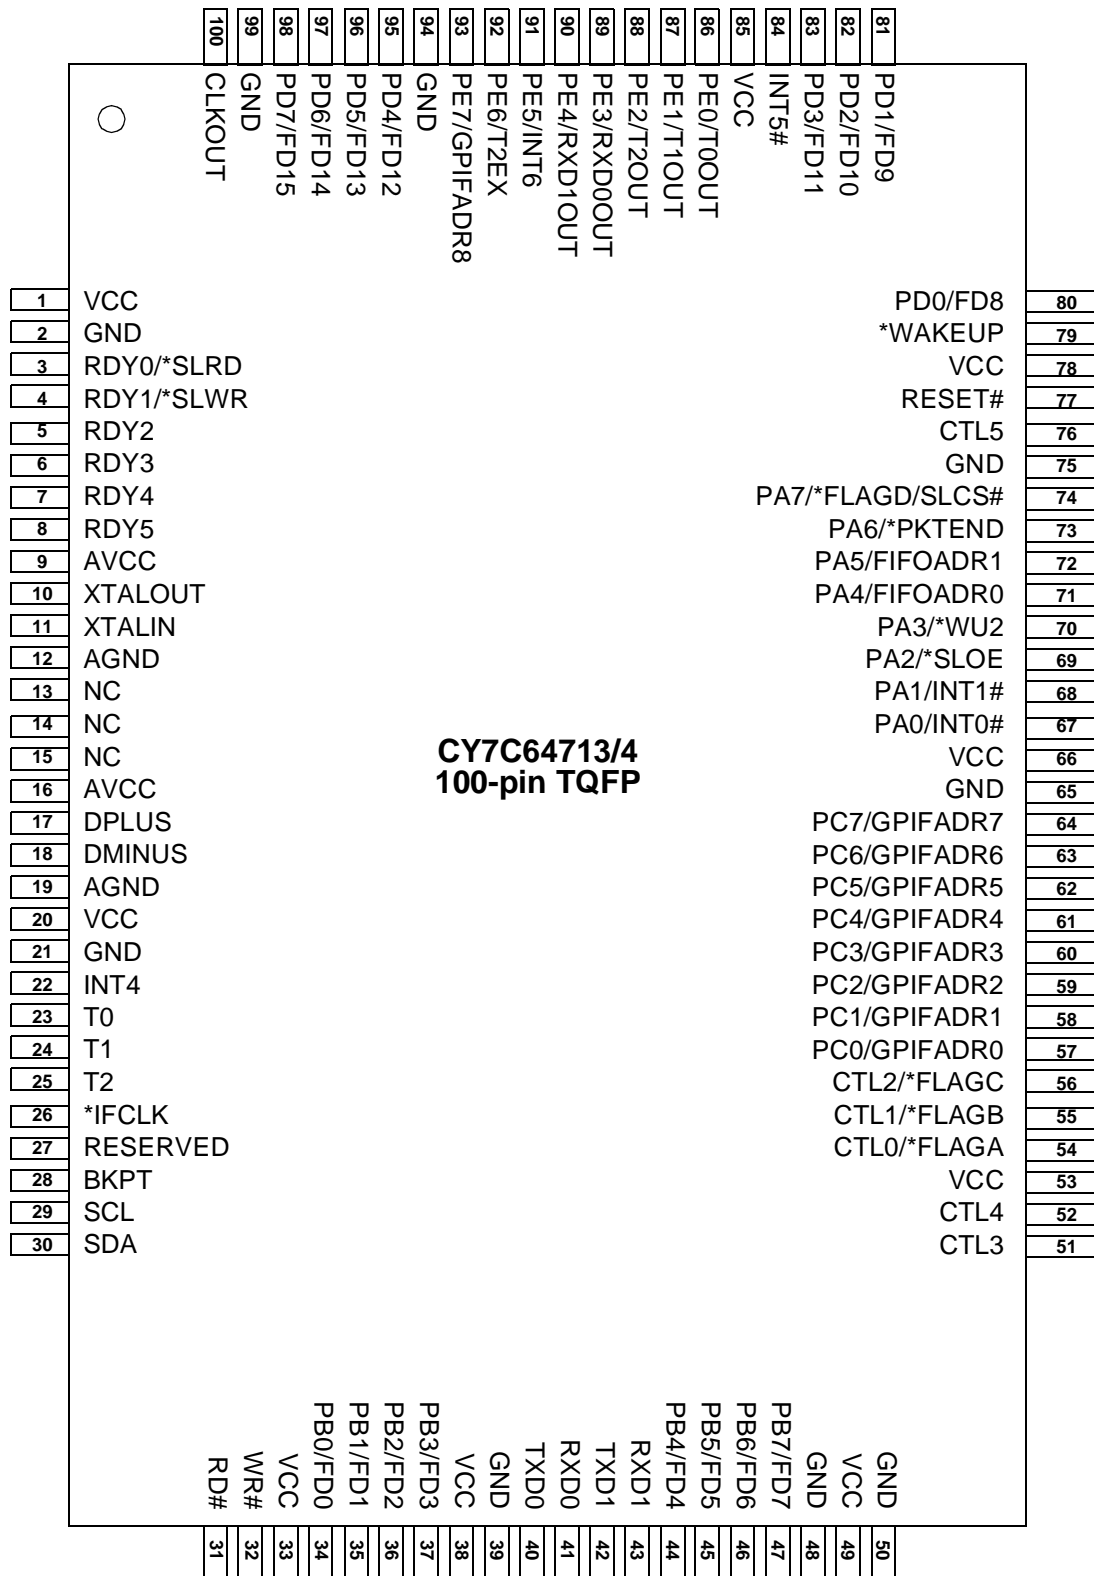 100 99 98 97 96 95 94 93 92 91 90 89 88 87 86 85 84 83 82 81
CLKOUT
GND
PD7/FD15
PD6/FD14
PD5/FD13
PD4/FD12
GND
PE7/GPIFADR8
PE6/T2EX
PE5/INT6
PE4/RXD1OUT
PE3/RXD0OUT
PE2/T2OUT
PE1/T1OUT
PE0/T0OUT
VCC
INT5#
PD3/FD11
PD2/FD10
PD1/FD9
1 VCC
2 GND
3 RDY0/*SLRD
4 RDY1/*SLWR
5 RDY2
6 RDY3
7 RDY4
8 RDY5
9 AVCC
10 XTALOUT
11 XTALIN
12 AGND
13 NC
14 NC
15 NC
16 AVCC
17 DPLUS
18 DMINUS
19 AGND
20 VCC
21 GND
22 INT4
23 T0
24 T1
25 T2
26 *IFCLK
27 RESERVED
28 BKPT
29 SCL
30 SDA
CY7C64713/4
100-pin TQFP
PD0/FD8 80
*WAKEUP 79
VCC 78
RESET# 77
CTL5 76
GND 75
PA7/*FLAGD/SLCS# 74
PA6/*PKTEND 73
PA5/FIFOADR1 72
PA4/FIFOADR0 71
PA3/*WU2 70
PA2/*SLOE 69
PA1/INT1# 68
PA0/INT0# 67
VCC 66
GND 65
PC7/GPIFADR7 64
PC6/GPIFADR6 63
PC5/GPIFADR5 62
PC4/GPIFADR4 61
PC3/GPIFADR3 60
PC2/GPIFADR2 59
PC1/GPIFADR1 58
PC0/GPIFADR0 57
CTL2/*FLAGC 56
CTL1/*FLAGB 55
CTL0/*FLAGA 54
VCC 53
CTL4 52
CTL3 51
RD#
WR#
VCC
PB0/FD0
PB1/FD1
PB2/FD2
PB3/FD3
VCC
GND
TXD0
RXD0
TXD1
RXD1
PB4/FD4
PB5/FD5
PB6/FD6
PB7/FD7
GND
VCC
GND
31 32 33 34 35 36 37 38 39 40 41 42 43 44 45 46 47 48 49 50